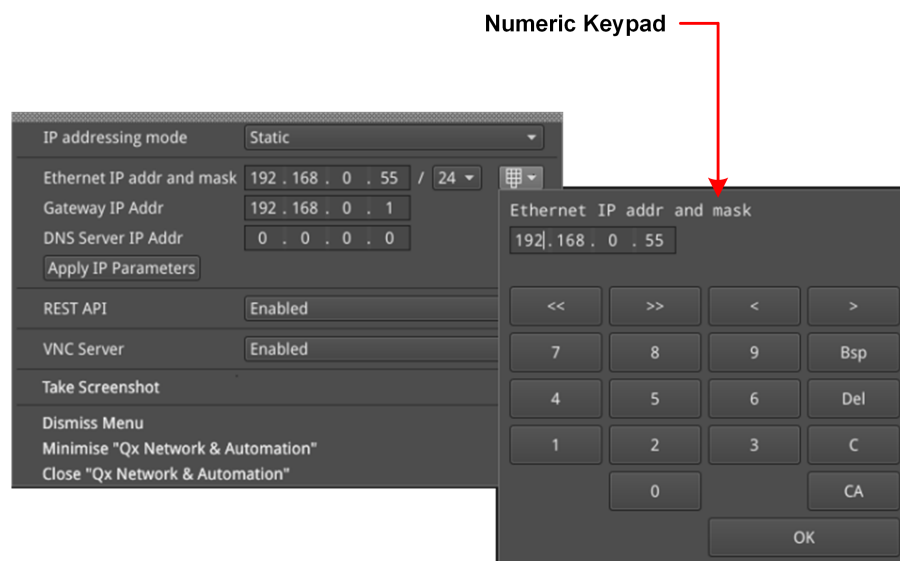 Numeric Keypad
IP addressing mode Static
Ethernet IP addr and mask 192 . 168 . 0 . 55 / 24
Gateway IP Addr 192 . 168 . 0 . 1
DNS Server IP Addr 0 . 0 . 0 . 0
Apply IP Parameters
REST API Enabled
VNC Server Enabled
Take Screenshot
Dismiss Menu
Minimise "Qx Network & Automation"
Close "Qx Network & Automation"
Ethernet IP addr and mask
192 . 168 . 0 . 55
<< >> < >
7 8 9 Bsp
4 5 6 Del
1 2 3 C
0 CA
OK